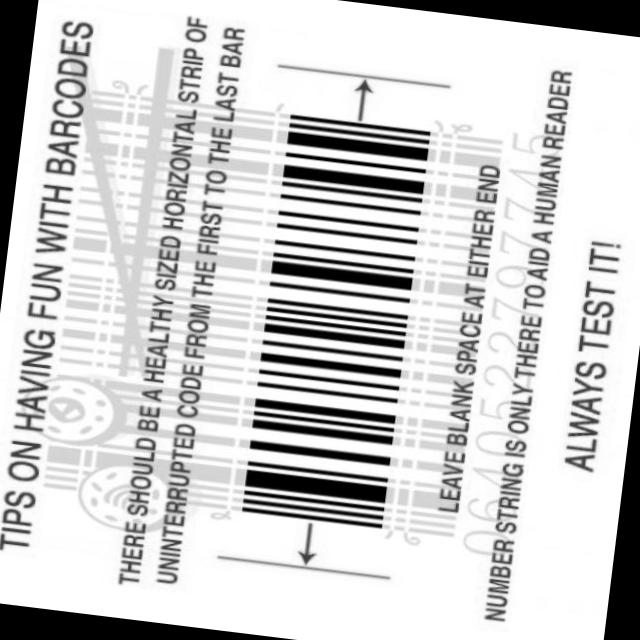 TIPS ON HAVING FUN WITH BARCODES
THERE SHOULD BE A HEALTHY SIZED HORIZONTAL STRIP OF
UNINTERRUPTED CODE FROM THE FIRST TO THE LAST BAR
LEAVE BLANK SPACE AT EITHER END
0640522797745
NUMBER STRING IS ONLY THERE TO AID A HUMAN READER
ALWAYS TEST IT!